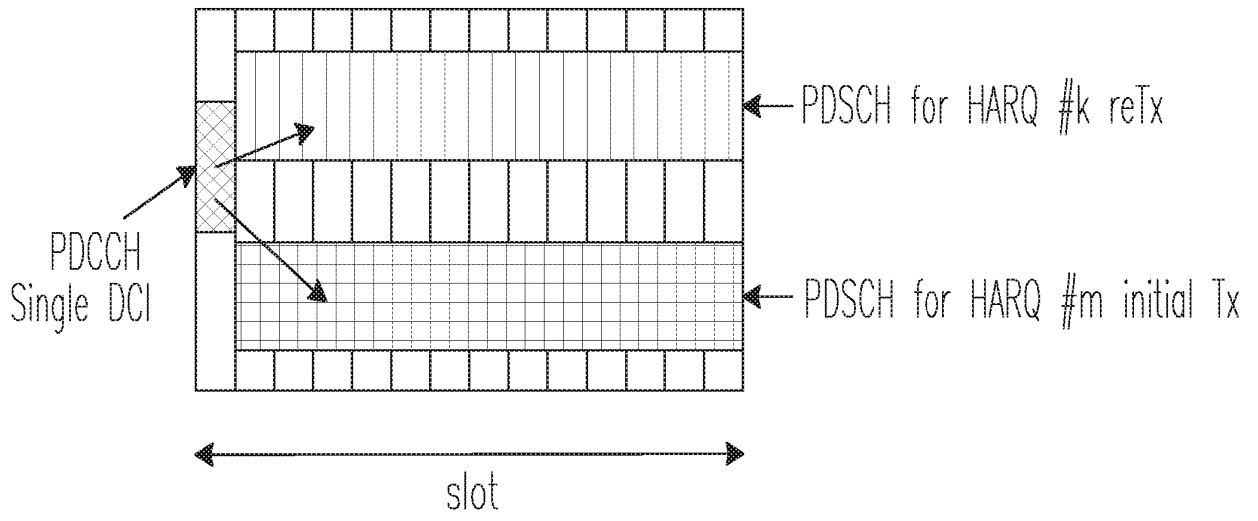 PDSCH for HARQ #k reTx
PDCCH
Single DCI
PDSCH for HARQ #m initial Tx
slot